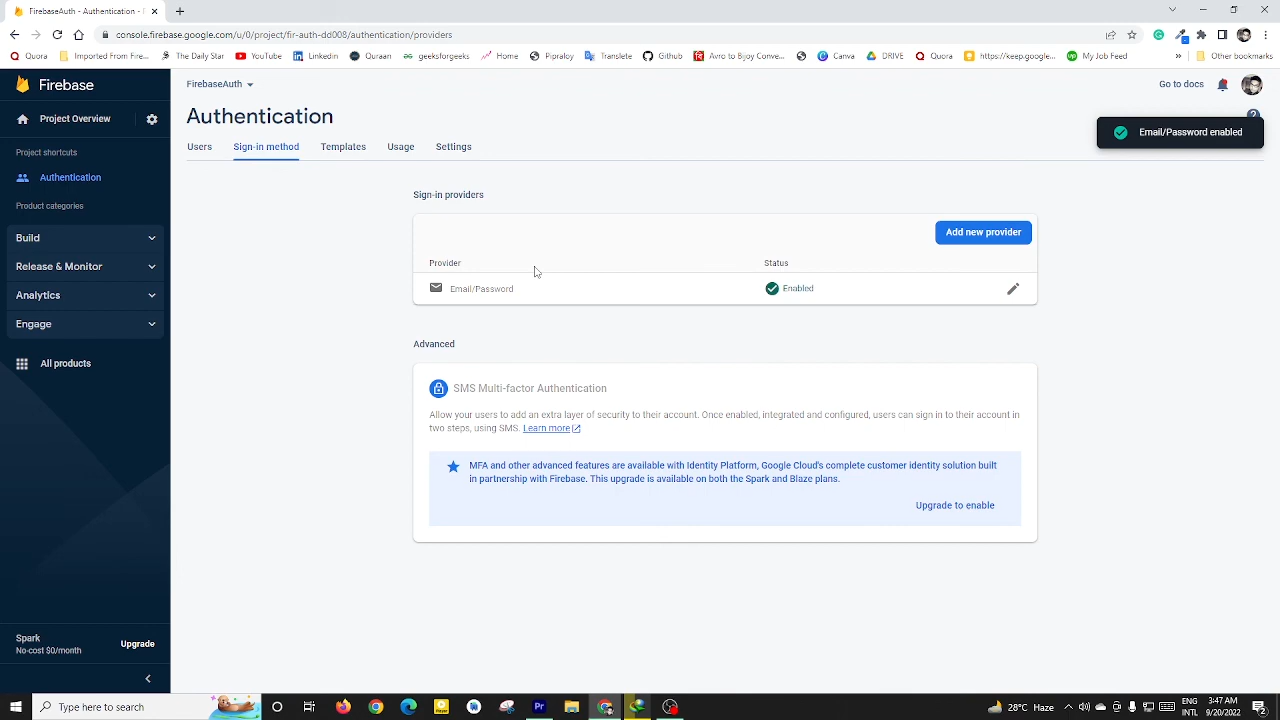 FirebaseAuth - Authentication -
console.firebase.google.com/u/0/project/fir-auth-dd008/authentication/providers
Quora
Imported From Fire...
The Daily Star
YouTube
Linkedin
Ouraan
geeksforgeeks
Home
Pipraloy
Translate
Github
Avro to Bijoy Conve...
Canva
DRIVE
Quora
https://keep.google...
My Job Feed
»
Other bookmarks
Firebase
FirebaseAuth
Go to docs
Project Overview
Authentication
Email/Password enabled
Users
Sign-in method
Templates
Usage
Settings
Project shortcuts
Authentication
Product categories
Build
Release & Monitor
Analytics
Engage
All products
Sign-in providers
Add new provider
Provider
Status
Email/Password
Enabled
Advanced
SMS Multi-factor Authentication
Allow your users to add an extra layer of security to their account. Once enabled, integrated and configured, users can sign in to their account in
two steps, using SMS. Learn more
MFA and other advanced features are available with Identity Platform, Google Cloud's complete customer identity solution built
in partnership with Firebase. This upgrade is available on both the Spark and Blaze plans.
Upgrade to enable
Spark
No-cost $0/month
Upgrade
Type here to search
Pr
28°C Haze
ENG
INTL
3:47 AM
9/20/2022